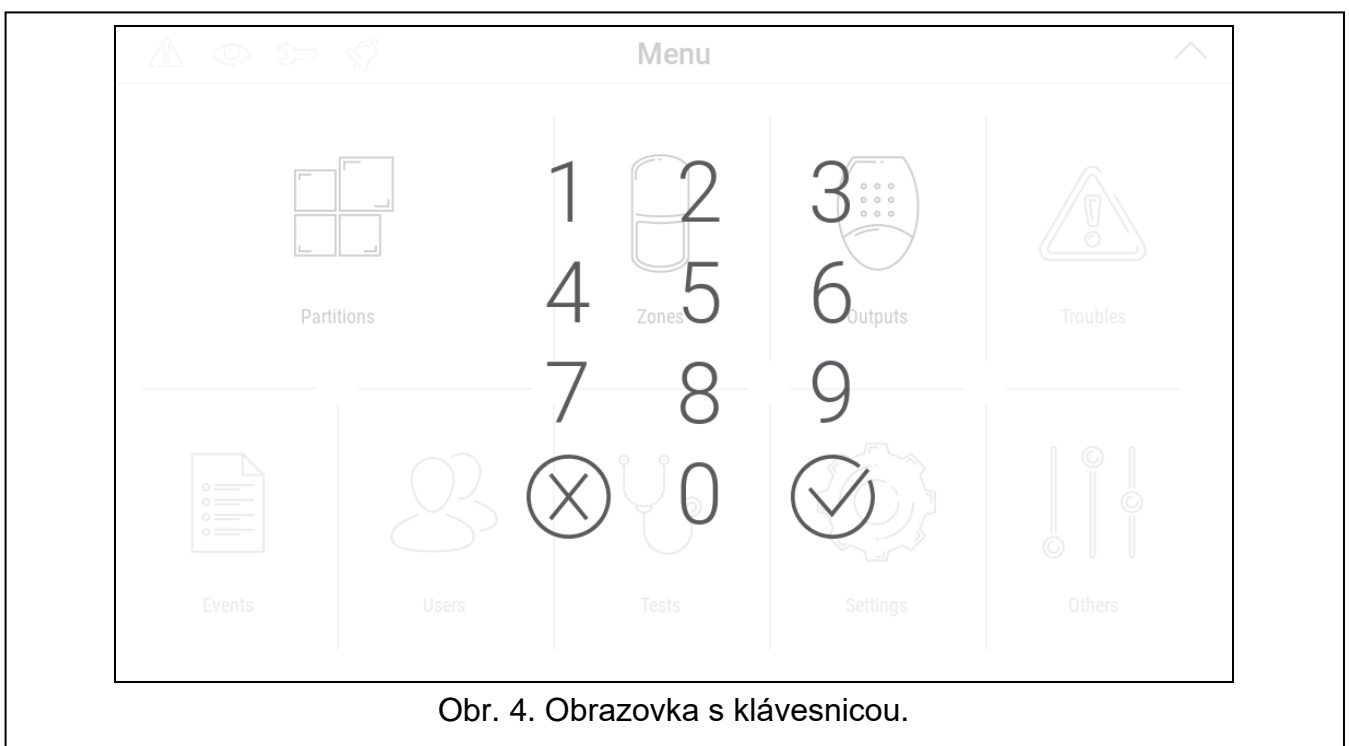 Menu
1 2 3
Partitions Zones Outputs Troubles
4 5 6
7 8 9
0
Events Users Tests Settings Others
Obr. 4. Obrazovka s klávesnicou.